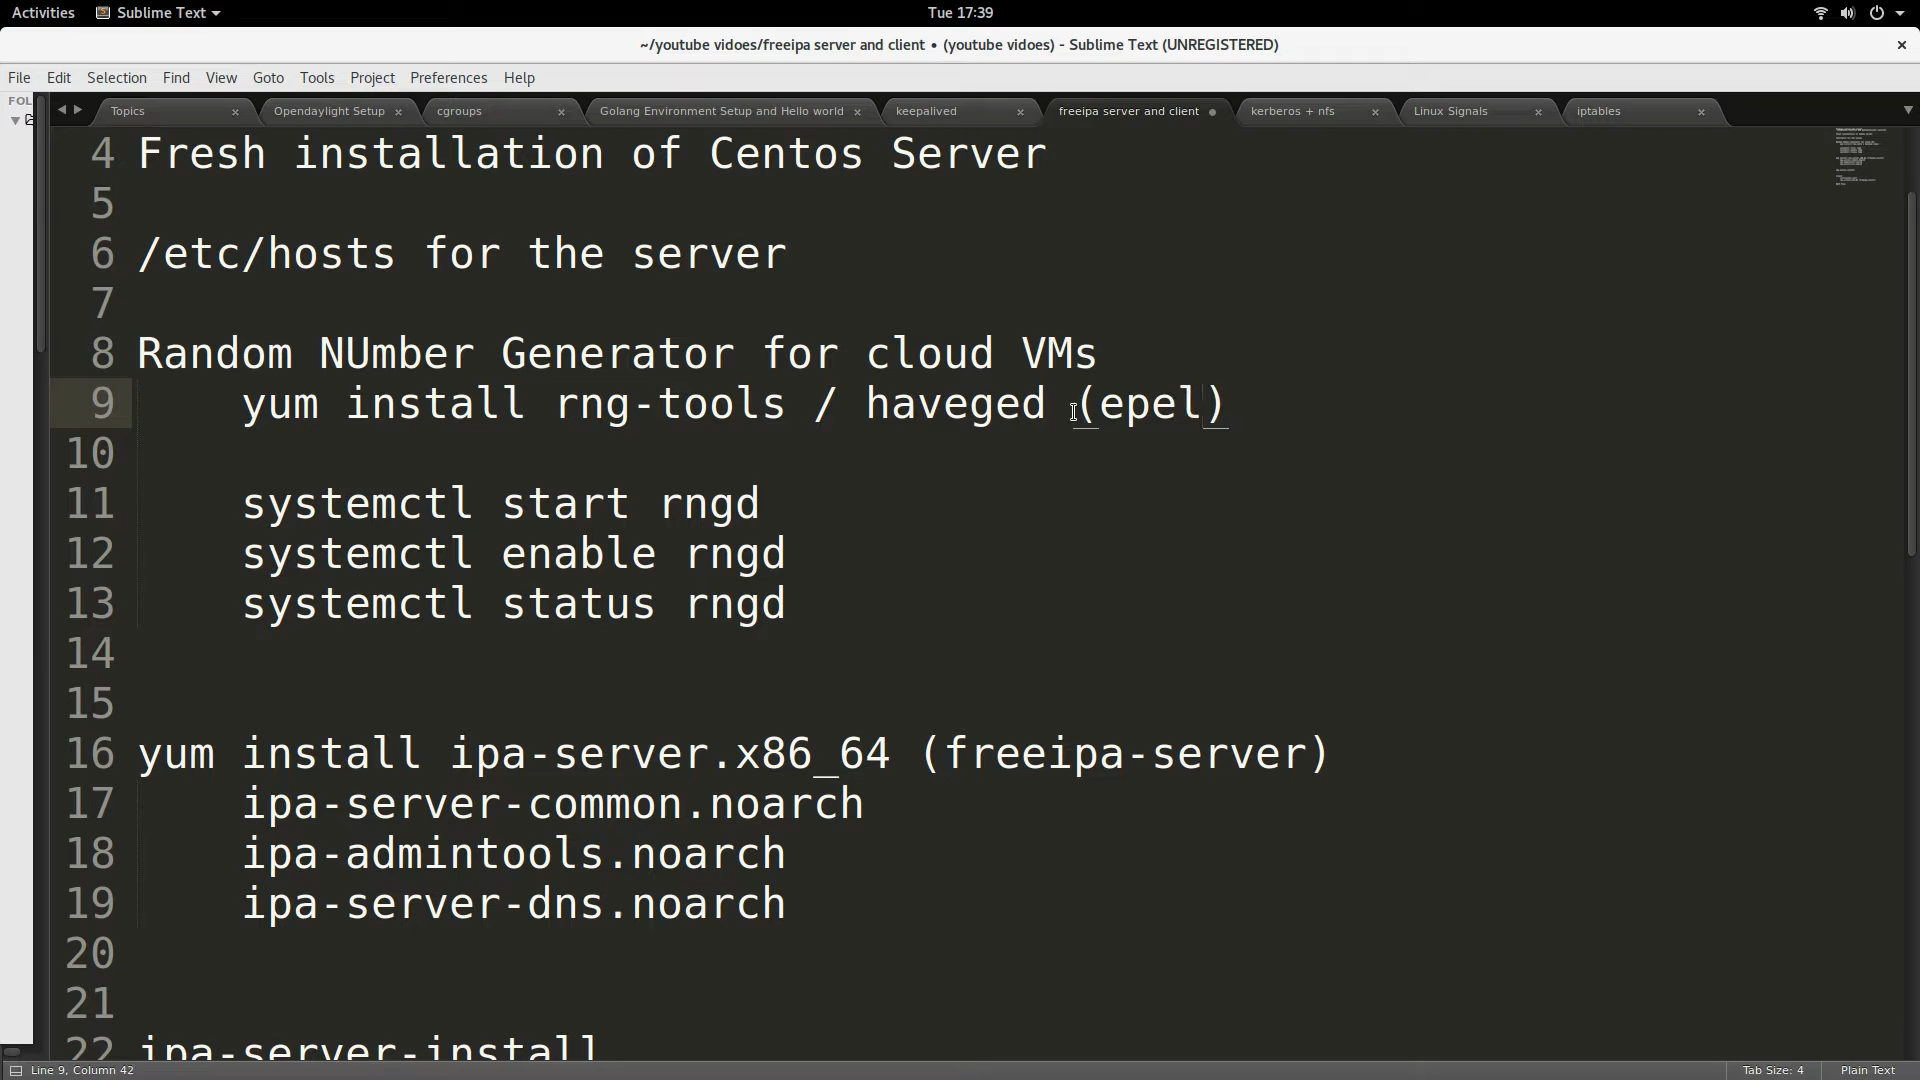 Activities Sublime Text Tue 17:39
~/youtube vidoes/freeipa server and client • (youtube vidoes) - Sublime Text (UNREGISTERED)
File Edit Selection Find View Goto Tools Project Preferences Help
FOL
Topics Opendaylight Setup cgroups Golang Environment Setup and Hello world keepalived freeipa server and client kerberos + nfs Linux Signals iptables
4 Fresh installation of Centos Server
5
6 /etc/hosts for the server
7
8 Random NUmber Generator for cloud VMs
9 yum install rng-tools / haveged (epel)
10
11 systemctl start rngd
12 systemctl enable rngd
13 systemctl status rngd
14
15
16 yum install ipa-server.x86_64 (freeipa-server)
17 ipa-server-common.noarch
18 ipa-admintools.noarch
19 ipa-server-dns.noarch
20
21
22 ipa-server-install
Line 9, Column 42 Tab Size: 4 Plain Text